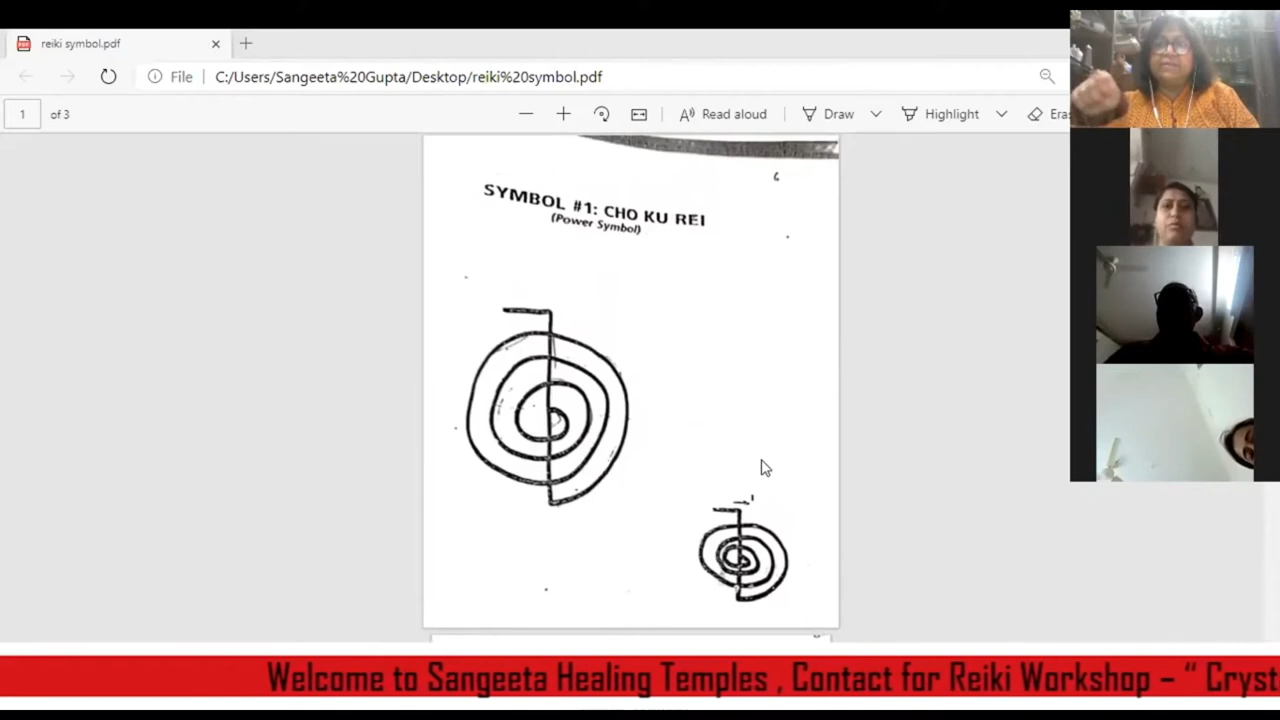 reiki symbol.pdf
File
C:/Users/Sangeeta%20Gupta/Desktop/reiki%20symbol.pdf
1 of 3
Read aloud
Draw
Highlight
6
SYMBOL #1: CHO KU REI
(Power Symbol)
Welcome to Sangeeta Healing Temples , Contact for Reiki Workshop – “ Cryst